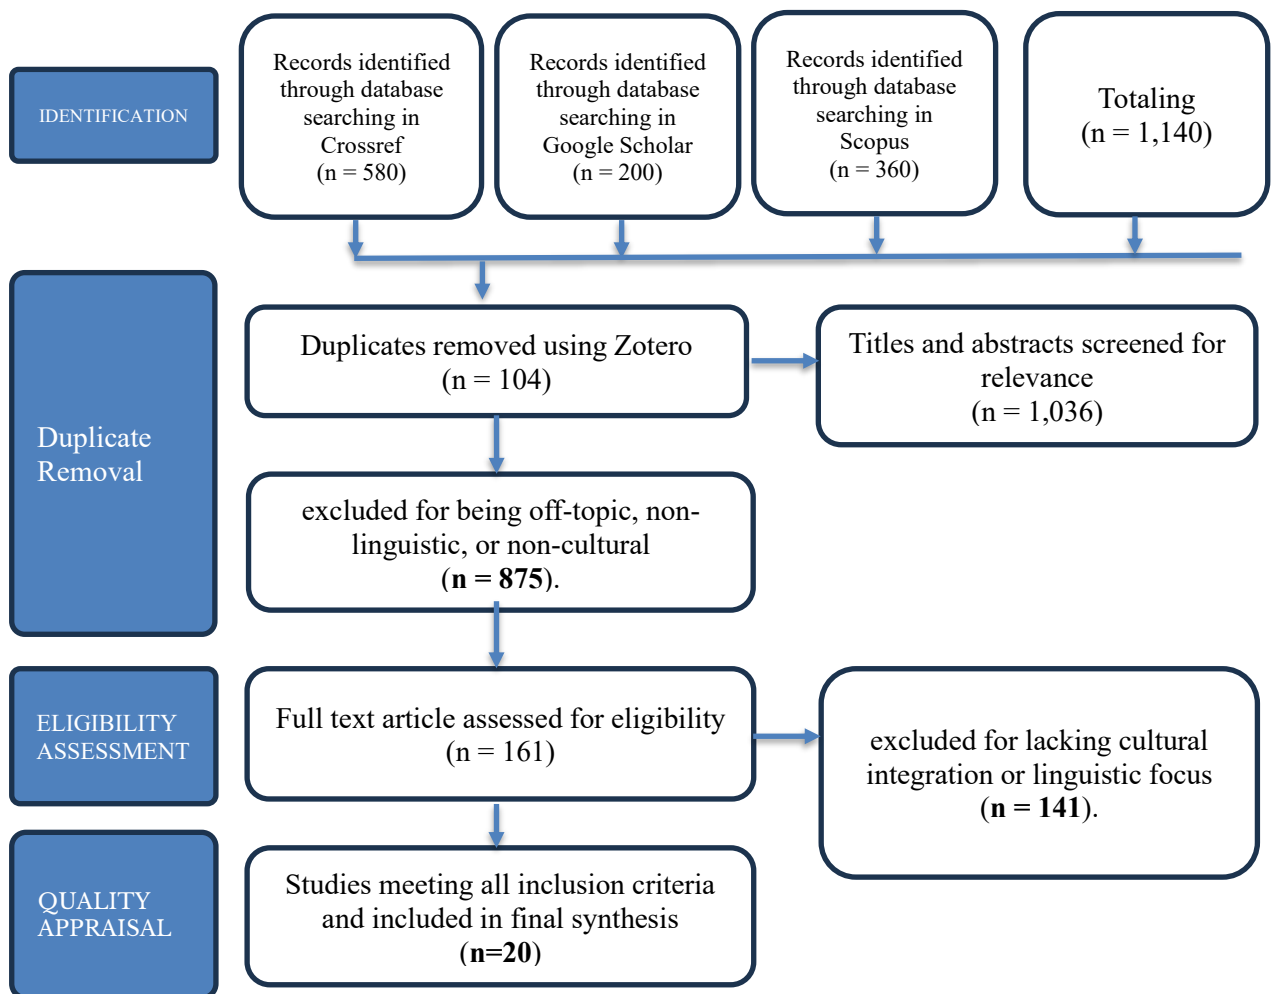 IDENTIFICATION
Records identified
through database
searching in
Crossref
(n = 580)
Records identified
through database
searching in
Google Scholar
(n = 200)
Records identified
through database
searching in
Scopus
(n = 360)
Totaling
(n = 1,140)
Duplicate
Removal
Duplicates removed using Zotero
(n = 104)
Titles and abstracts screened for
relevance
(n = 1,036)
excluded for being off-topic, non-
linguistic, or non-cultural
(n = 875).
ELIGIBILITY
ASSESSMENT
Full text article assessed for eligibility
(n = 161)
excluded for lacking cultural
integration or linguistic focus
(n = 141).
QUALITY
APPRAISAL
Studies meeting all inclusion criteria
and included in final synthesis
(n=20)